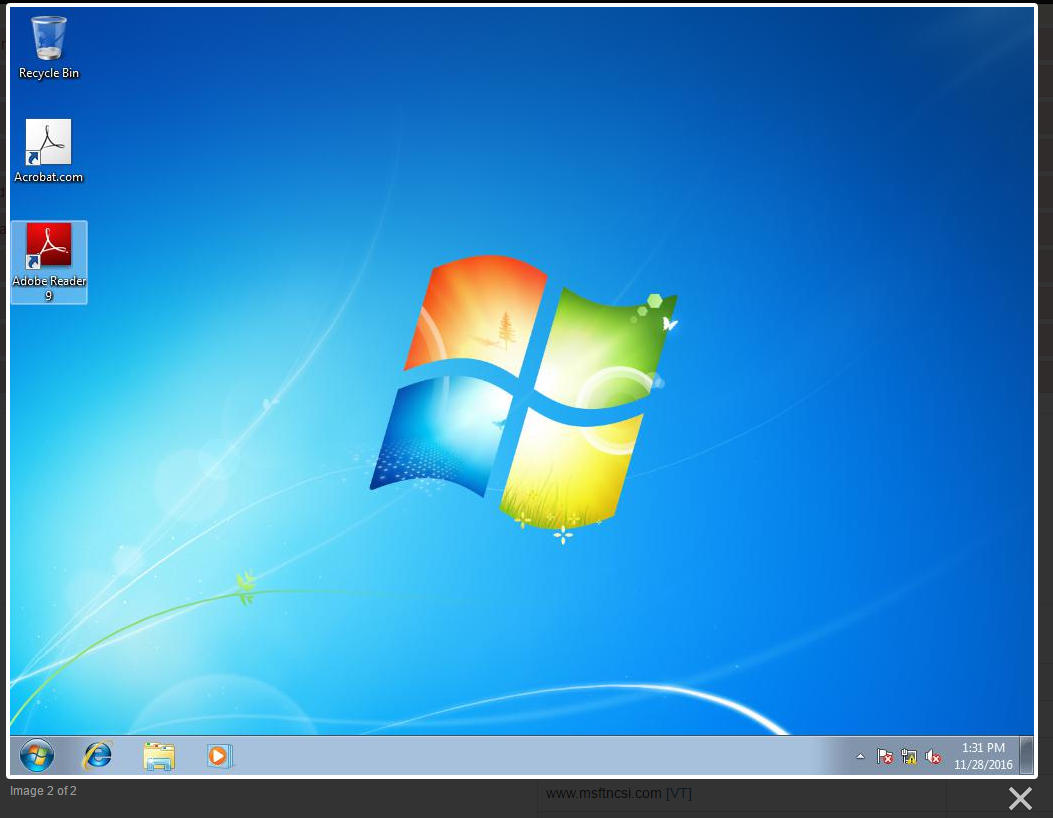 Recycle Bin
Acrobat.com
Adobe Reader
9
1:31 PM
11/28/2016
Image 2 of 2
www.msftncsi.com [VT]